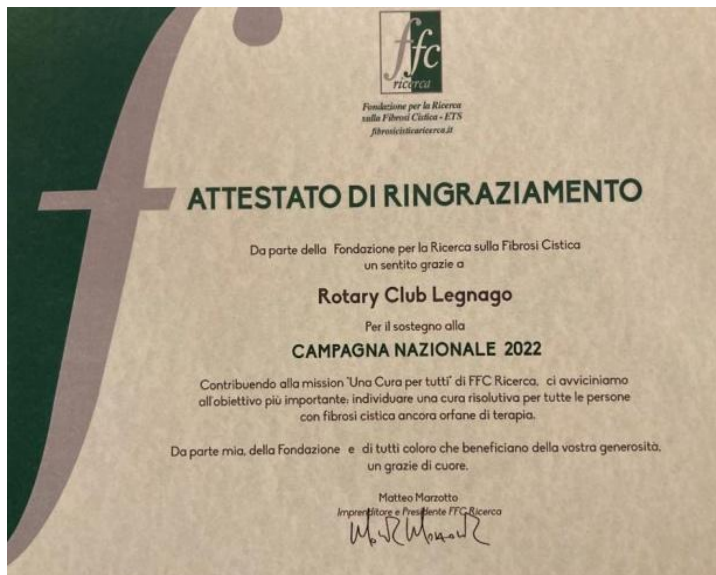 ffc
ricerca
Fondazione per la Ricerca
sulla Fibrosi Cistica - ETS
fibrosicisticaricerca.it
ATTESTATO DI RINGRAZIAMENTO
Da parte della Fondazione per la Ricerca sulla Fibrosi Cistica
un sentito grazie a
Rotary Club Legnago
Per il sostegno alla
CAMPAGNA NAZIONALE 2022
Contribuendo alla mission "Una Cura per tutti" di FFC Ricerca, ci avviciniamo
all'obiettivo più importante: individuare una cura risolutiva per tutte le persone
con fibrosi cistica ancora orfane di terapia.
Da parte mia, della Fondazione e di tutti coloro che beneficiano della vostra generosità,
un grazie di cuore.
Matteo Marzotto
Imprenditore e Presidente FFC Ricerca